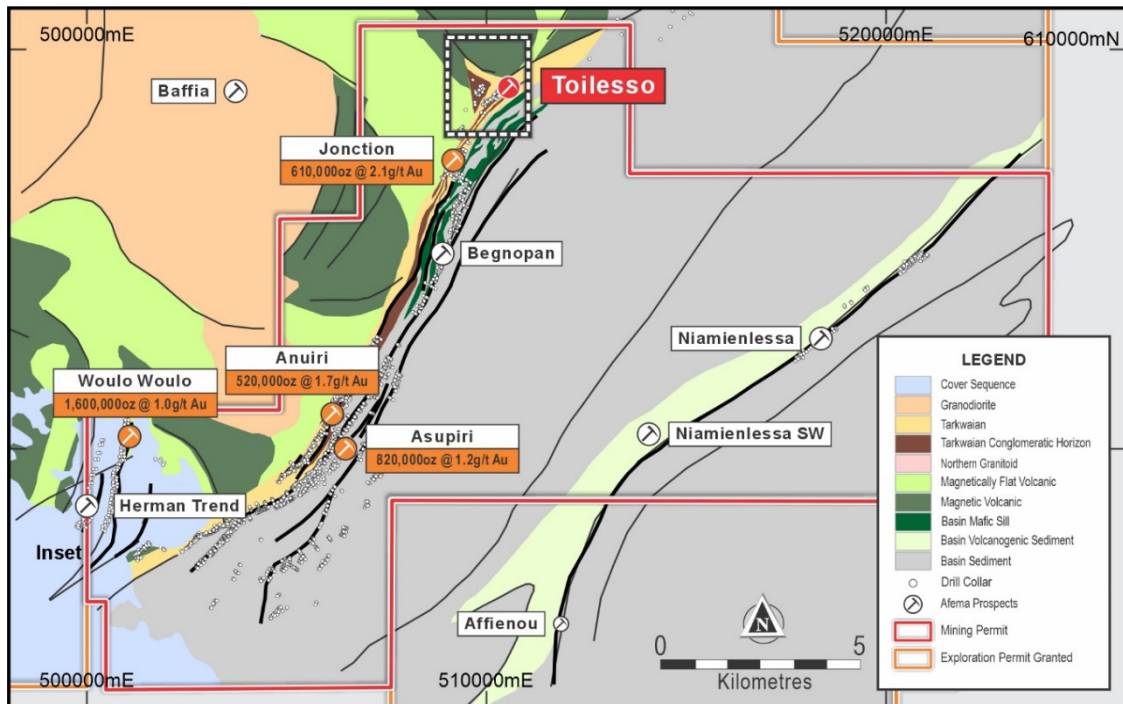 500000mE
520000mE
610000mN
Baffia
Toilesso
Jonction
610,000oz @ 2.1g/t Au
Begnopan
Anuiri
520,000oz @ 1.7g/t Au
Woulo Woulo
1,600,000oz @ 1.0g/t Au
Asupiri
820,000oz @ 1.2g/t Au
Herman Trend
Inset
Niamienlessa
Niamienlessa SW
Affienou
500000mE
510000mE
N
0
5
Kilometres
LEGEND
Cover Sequence
Granodiorite
Tarkwaian
Tarkwaian Conglomeratic Horizon
Northern Granitoid
Magnetically Flat Volcanic
Magnetic Volcanic
Basin Mafic Sill
Basin Volcanogenic Sediment
Basin Sediment
Drill Collar
Afema Prospects
Mining Permit
Exploration Permit Granted